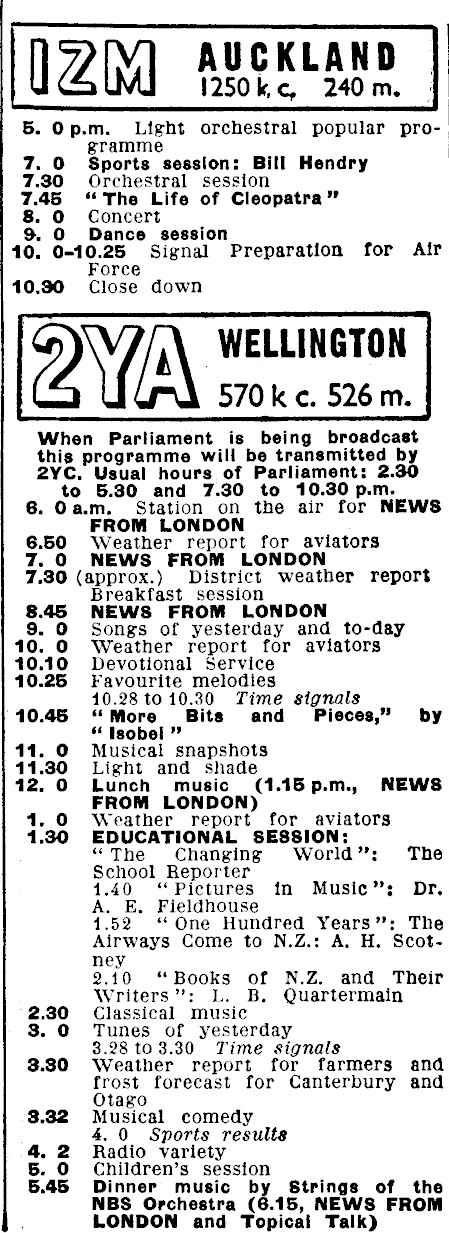 1ZM AUCKLAND
1250 k.c. 240 m.
5. 0 p.m. Light orchestral popular pro-
gramme
7. 0 Sports session: Bill Hendry
7.30 Orchestral session
7.45 "The Life of Cleopatra"
8. 0 Concert
9. 0 Dance session
10. 0-10.25 Signal Preparation for Air
Force
10.30 Close down
2YA WELLINGTON
570 k c. 526 m.
When Parliament is being broadcast
this programme will be transmitted by
2YC. Usual hours of Parliament: 2.30
to 5.30 and 7.30 to 10.30 p.m.
6. 0 a.m. Station on the air for NEWS
FROM LONDON
6.50 Weather report for aviators
7. 0 NEWS FROM LONDON
7.30 (approx.) District weather report
Breakfast session
8.45 NEWS FROM LONDON
9. 0 Songs of yesterday and to-day
10. 0 Weather report for aviators
10.10 Devotional Service
10.25 Favourite melodies
10.28 to 10.30 Time signals
10.45 "More Bits and Pieces," by
"Isobel"
11. 0 Musical snapshots
11.30 Light and shade
12. 0 Lunch music (1.15 p.m., NEWS
FROM LONDON)
1. 0 Weather report for aviators
1.30 EDUCATIONAL SESSION:
"The Changing World": The
School Reporter
1.40 "Pictures in Music": Dr.
A. E. Fieldhouse
1.52 "One Hundred Years": The
Airways Come to N.Z.: A. H. Scot-
ney
2.10 "Books of N.Z. and Their
Writers": L. B. Quartermain
2.30 Classical music
3. 0 Tunes of yesterday
3.28 to 3.30 Time signals
3.30 Weather report for farmers and
frost forecast for Canterbury and
Otago
3.32 Musical comedy
4. 0 Sports results
4. 2 Radio variety
5. 0 Children's session
5.45 Dinner music by Strings of the
NBS Orchestra (6.15, NEWS FROM
LONDON and Topical Talk)